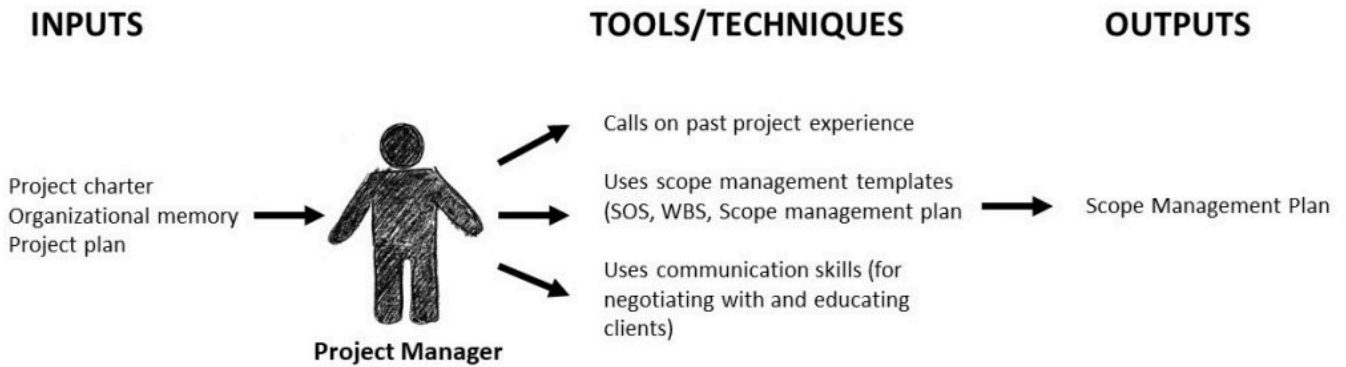 INPUTS
TOOLS/TECHNIQUES
OUTPUTS
Project charter
Organizational memory
Project plan
Project Manager
Calls on past project experience
Uses scope management templates
(SOS, WBS, Scope management plan
Uses communication skills (for
negotiating with and educating
clients)
Scope Management Plan